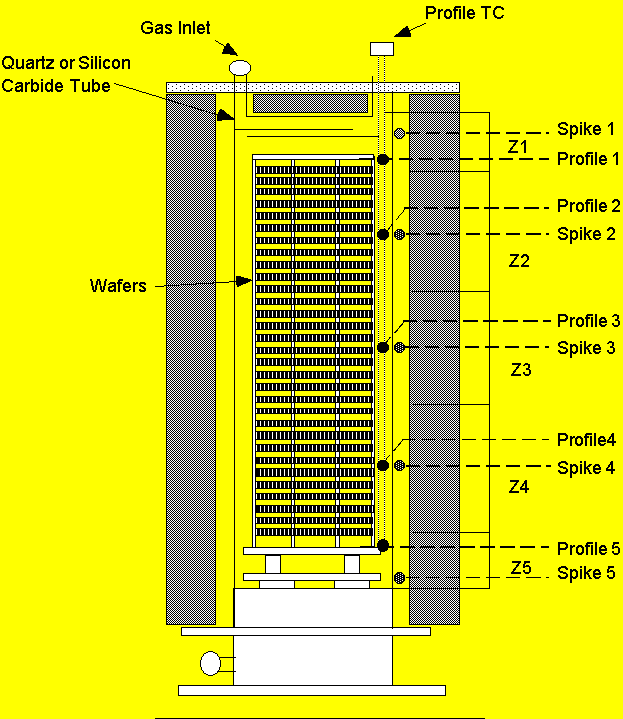 Profile TC
Gas Inlet
Quartz or Silicon
Carbide Tube
Spike 1
Z1
Profile 1
Profile 2
Spike 2
Z2
Wafers
Profile 3
Spike 3
Z3
Profile4
Spike 4
Z4
Profile 5
Z5
Spike 5